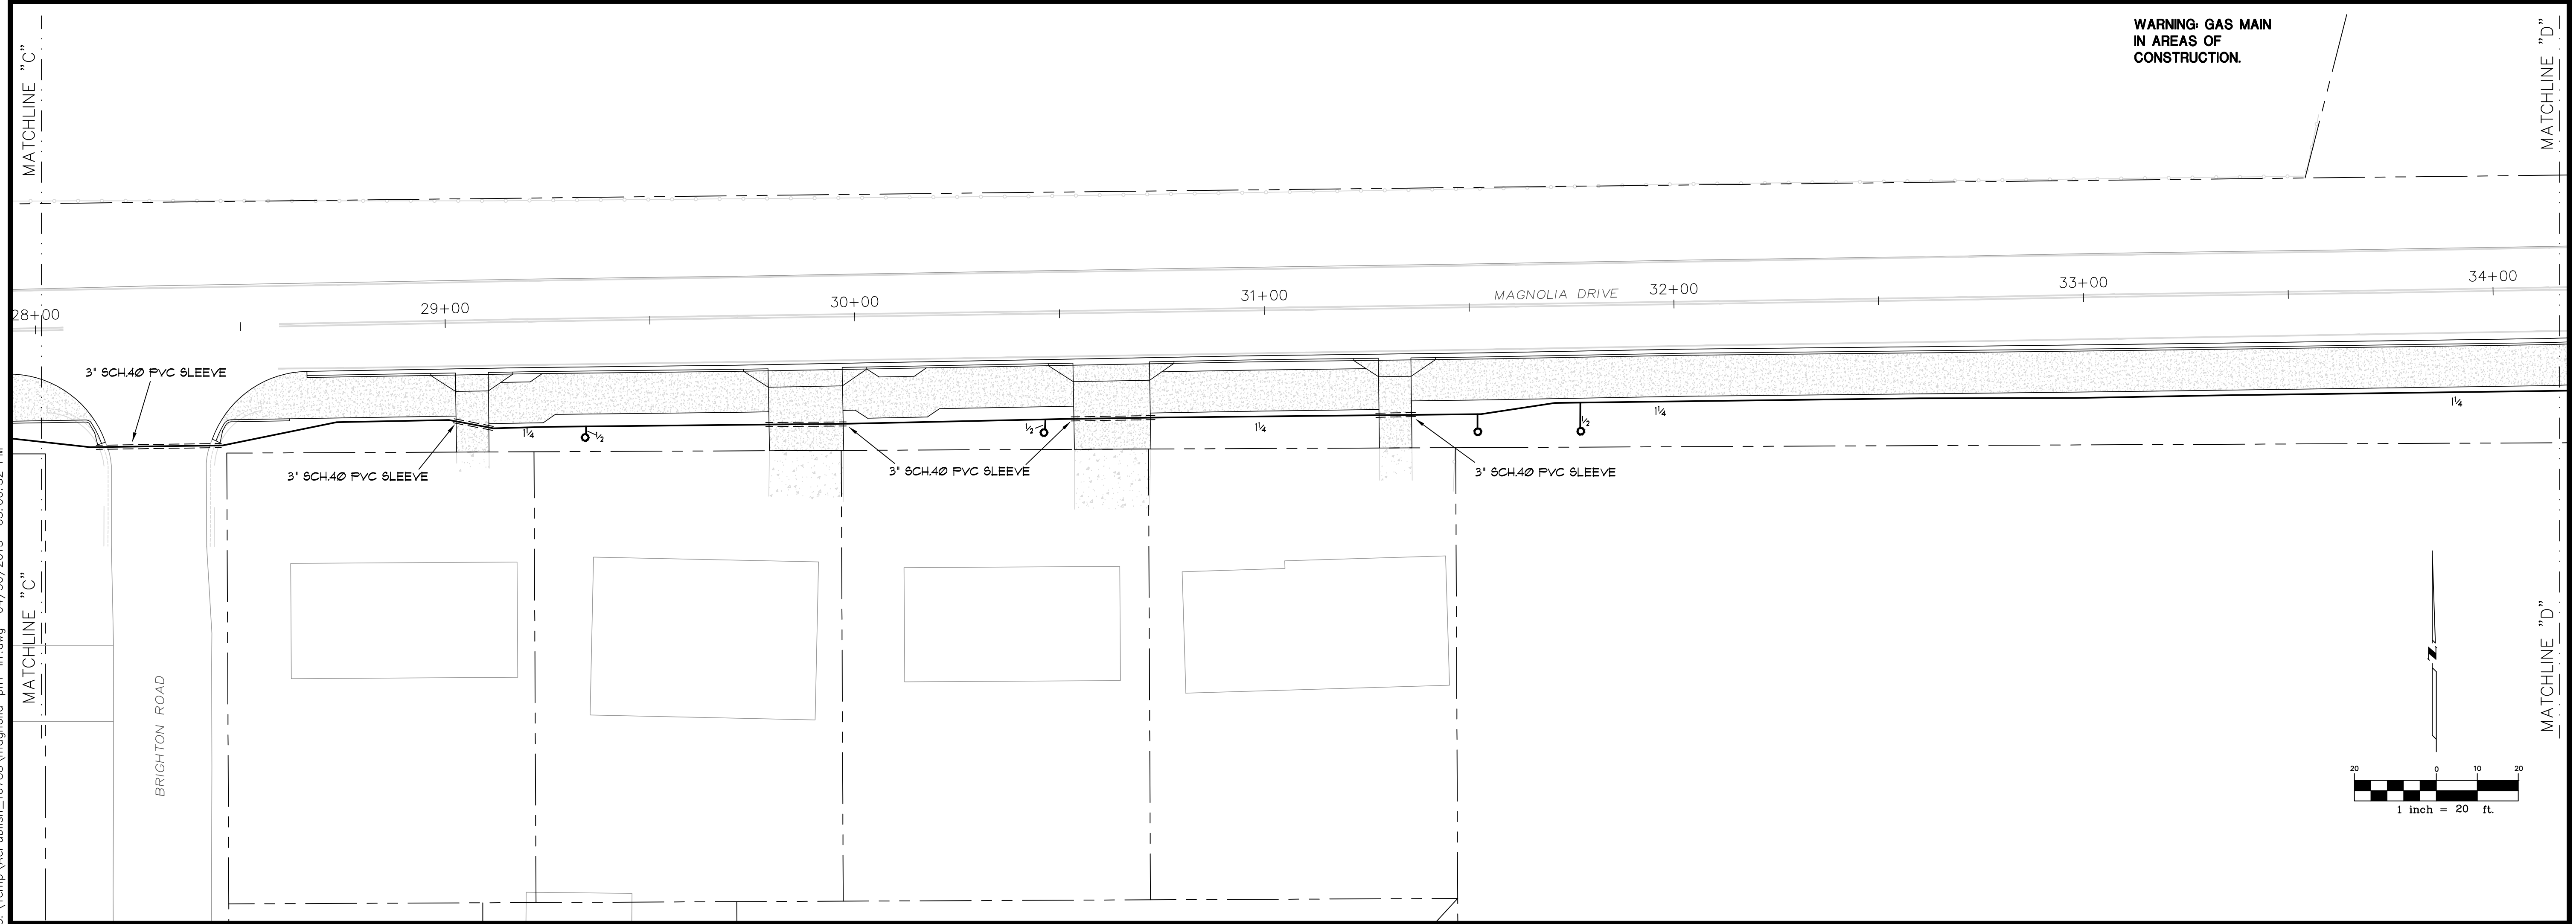 WARNING: GAS MAIN
IN AREAS OF
CONSTRUCTION.
MATCHLINE "C"
MATCHLINE "D"
28+00
29+00
30+00
31+00
MAGNOLIA DRIVE
32+00
33+00
34+00
3" SCH.40 PVC SLEEVE
1¼
½
½
1¼
½
1¼
1¼
3" SCH.40 PVC SLEEVE
3" SCH.40 PVC SLEEVE
3" SCH.40 PVC SLEEVE
MATCHLINE "C"
BRIGHTON ROAD
MATCHLINE "D"
N
20 0 10 20
1 inch = 20 ft.